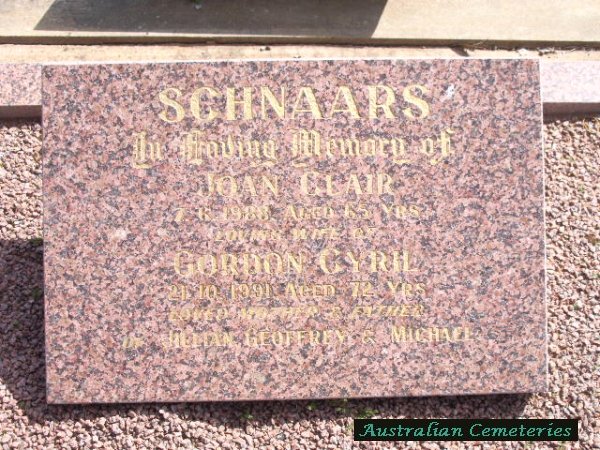 SCHNAARS
In Loving Memory of
JOAN CLAIR
7.6.1988 AGED 65 YRS
LOVING WIFE OF
GORDON CYRIL
21.10.1991 AGED 72 YRS
LOVED MOTHER & FATHER
OF JILLIAN, GEOFFREY & MICHAEL
Australian Cemeteries